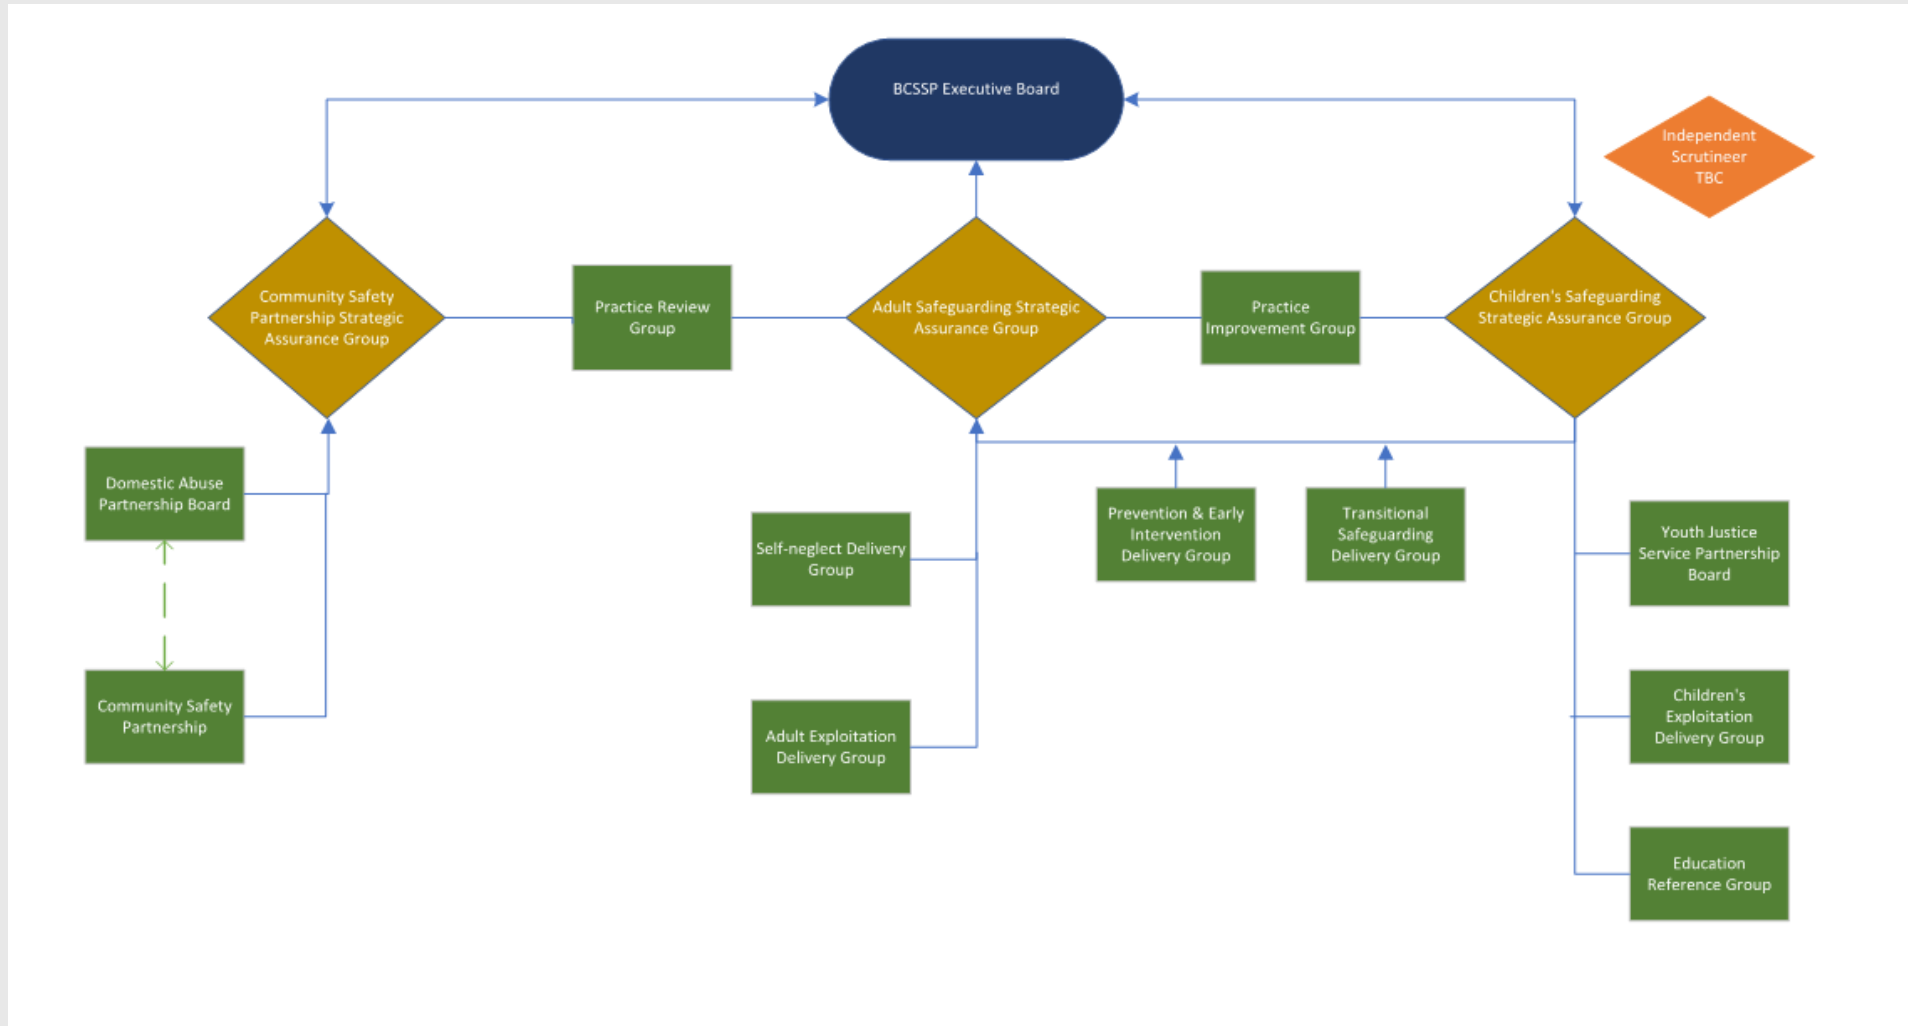 BCSSP Executive Board
Independent
Scrutineer
TBC
Community Safety
Partnership Strategic
Assurance Group
Practice Review
Group
Adult Safeguarding Strategic
Assurance Group
Practice
Improvement Group
Children's Safeguarding
Strategic Assurance Group
Domestic Abuse
Partnership Board
Self-neglect Delivery
Group
Prevention & Early
Intervention
Delivery Group
Transitional
Safeguarding
Delivery Group
Youth Justice
Service Partnership
Board
Community Safety
Partnership
Adult Exploitation
Delivery Group
Children's
Exploitation
Delivery Group
Education
Reference Group